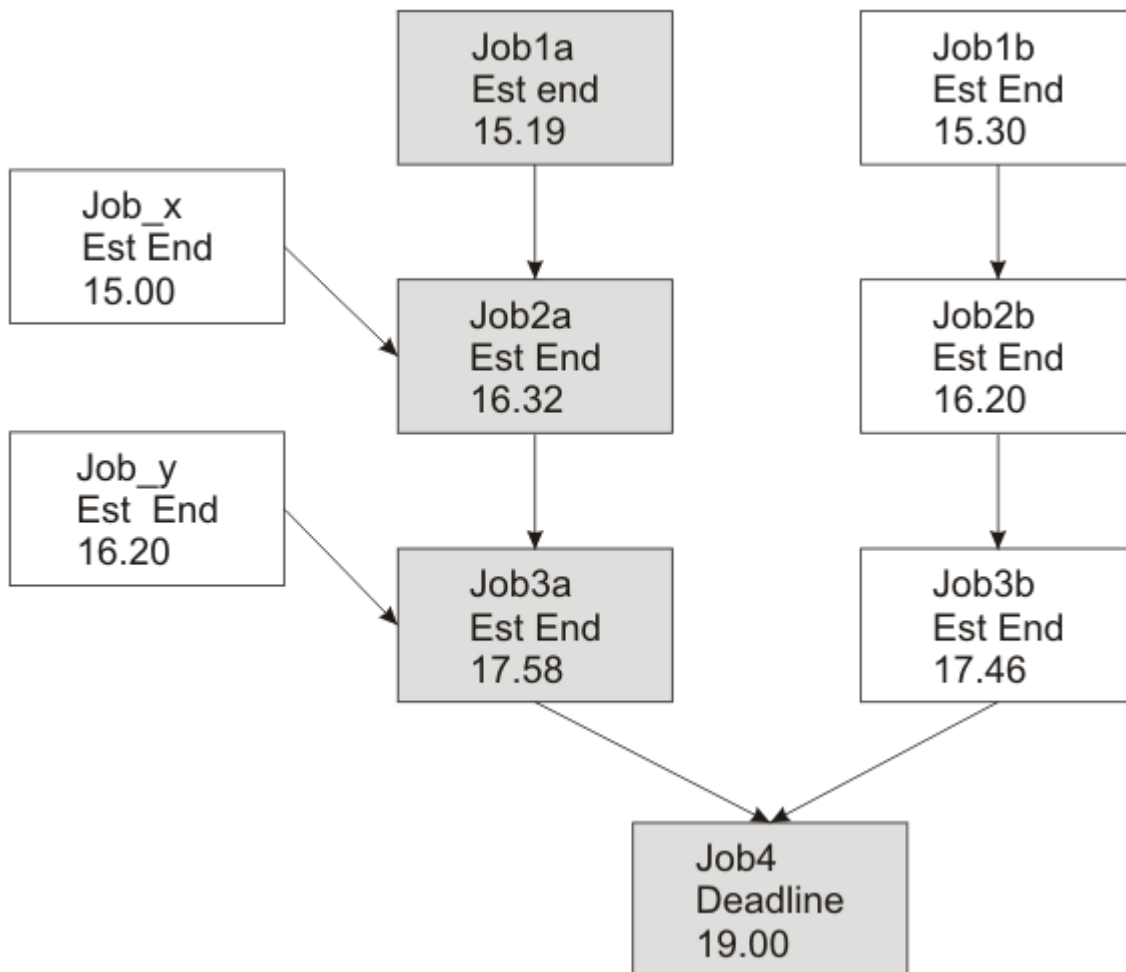 Job1a
Est end
15.19
Job1b
Est End
15.30
Job_x
Est End
15.00
Job2a
Est End
16.32
Job2b
Est End
16.20
Job_y
Est  End
16.20
Job3a
Est End
17.58
Job3b
Est End
17.46
Job4
Deadline
19.00